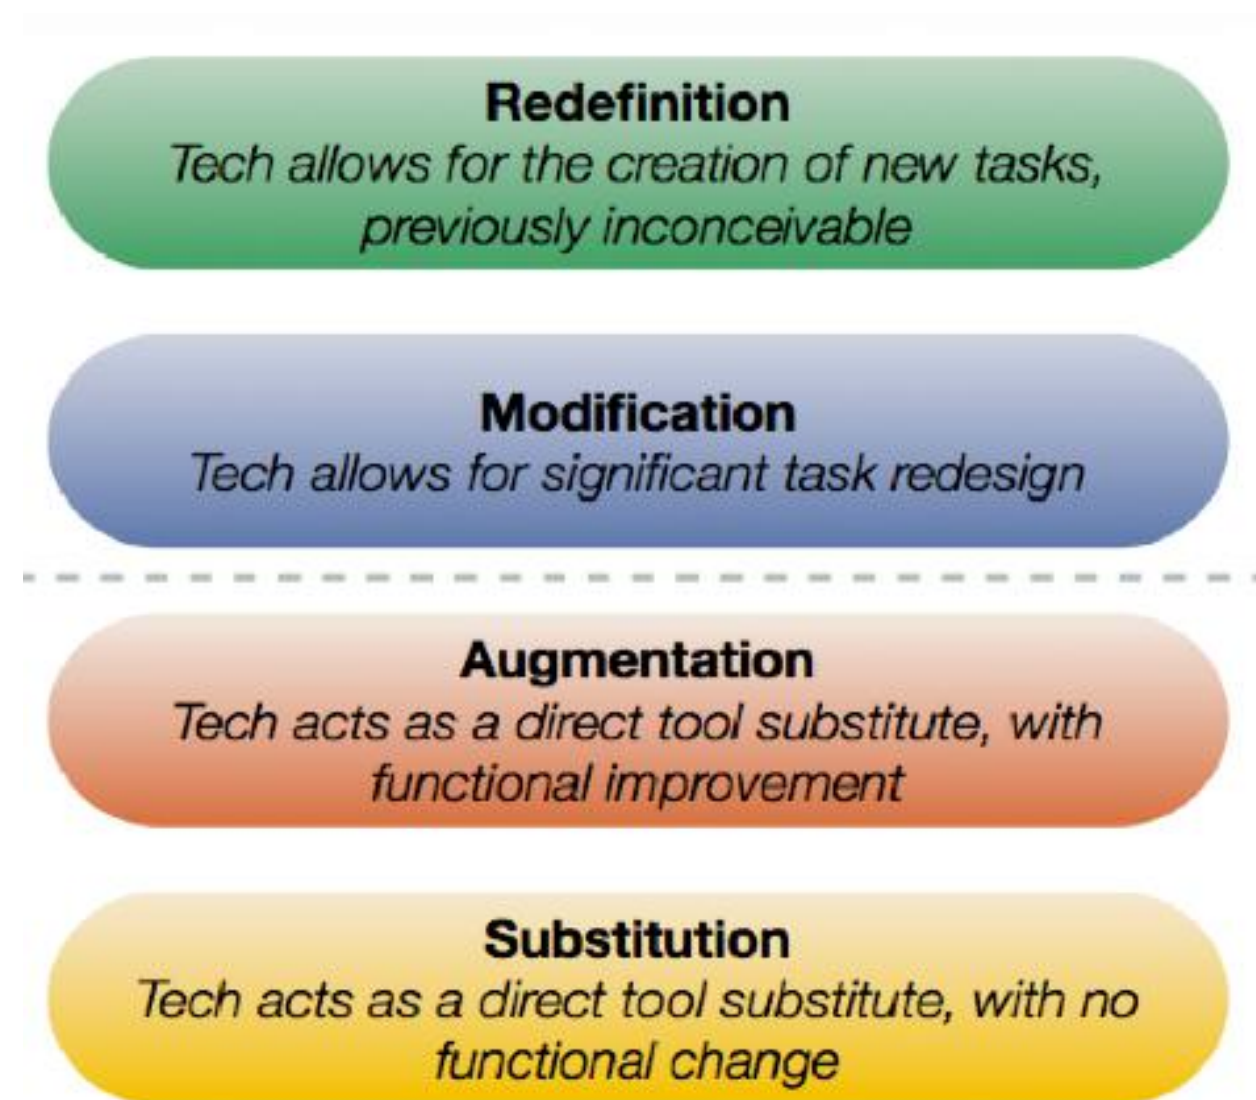 Redefinition
Tech allows for the creation of new tasks,
previously inconceivable
Modification
Tech allows for significant task redesign
Augmentation
Tech acts as a direct tool substitute, with
functional improvement
Substitution
Tech acts as a direct tool substitute, with no
functional change